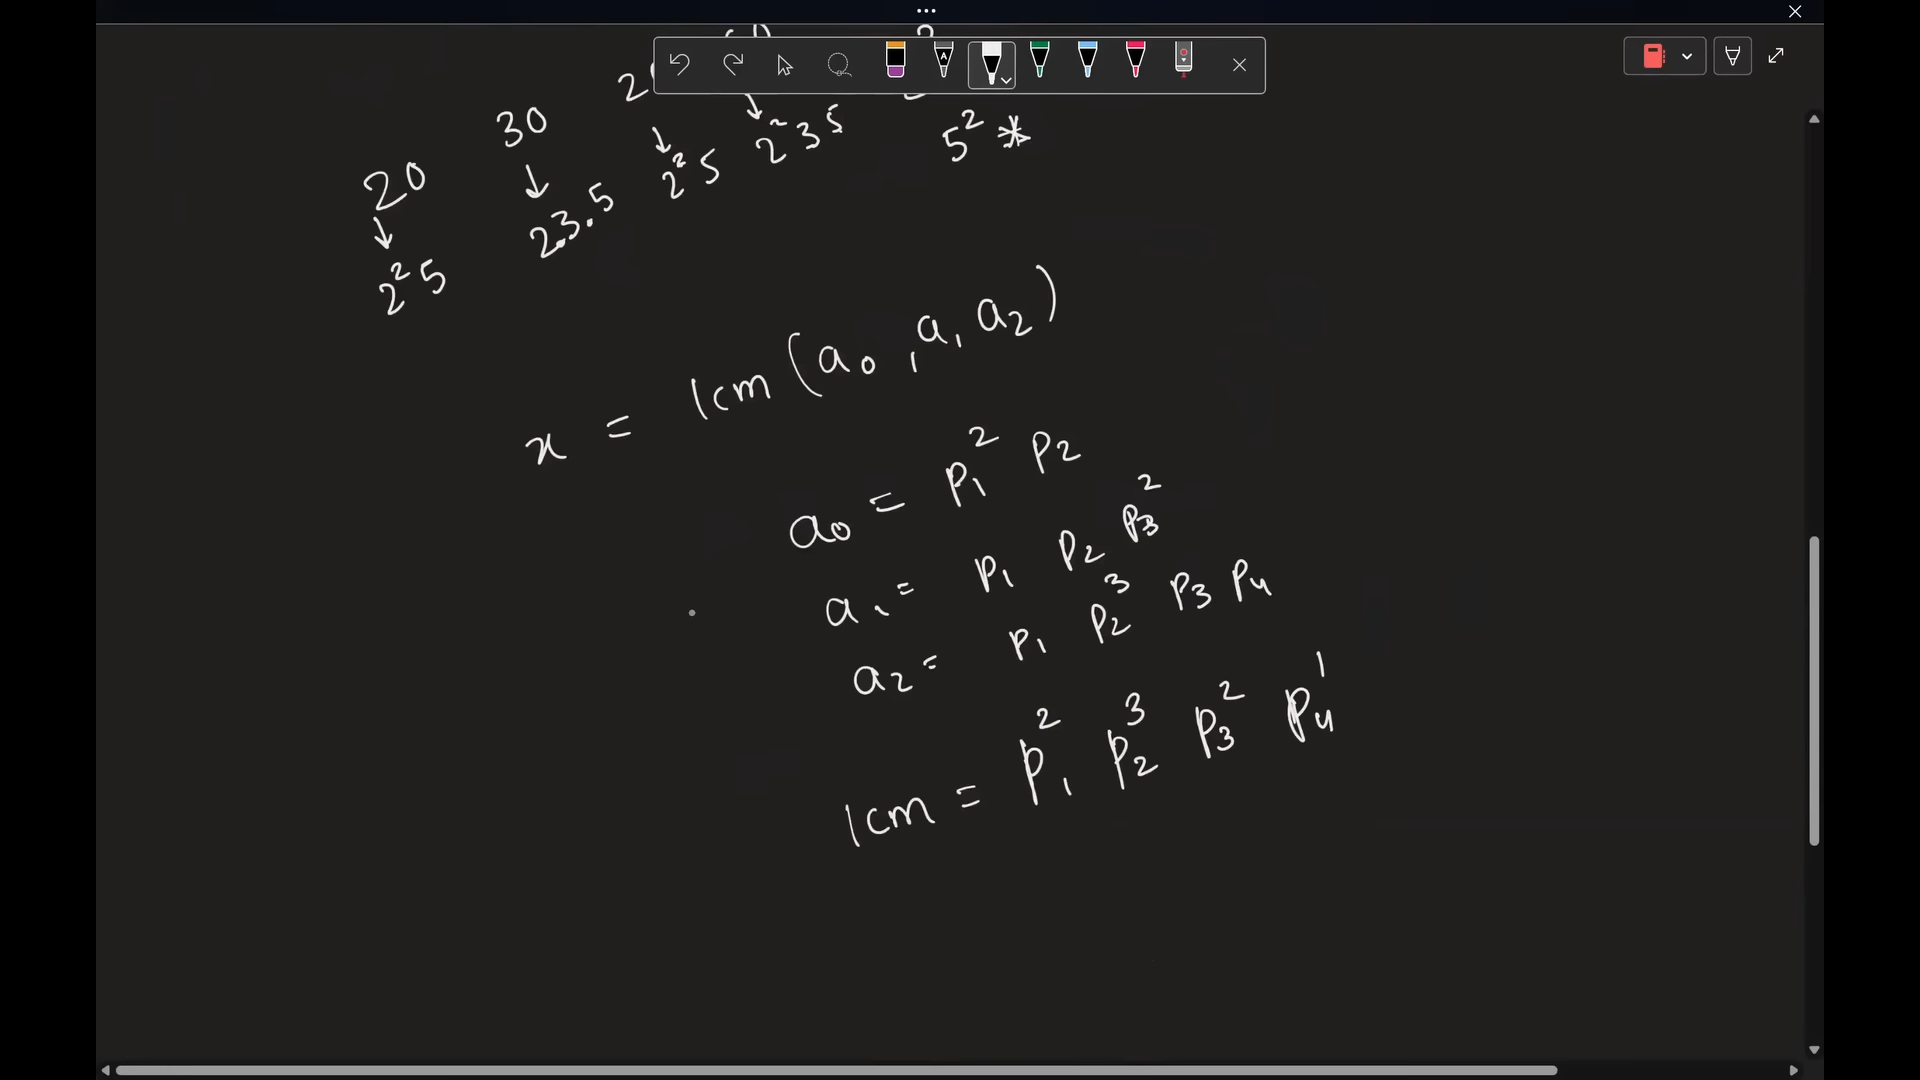 20 30
↓ ↓ ↓ ↓
2²5 2.3.5 2²5 2²35 5² *
x = lcm (a₀, a₁ a₂)
a₀ = p₁² p₂
a₁ = p₁ p₂ p₃²
a₂ = p₁ p₂³ p₃ p₄
lcm = p₁² p₂³ p₃² p₄¹